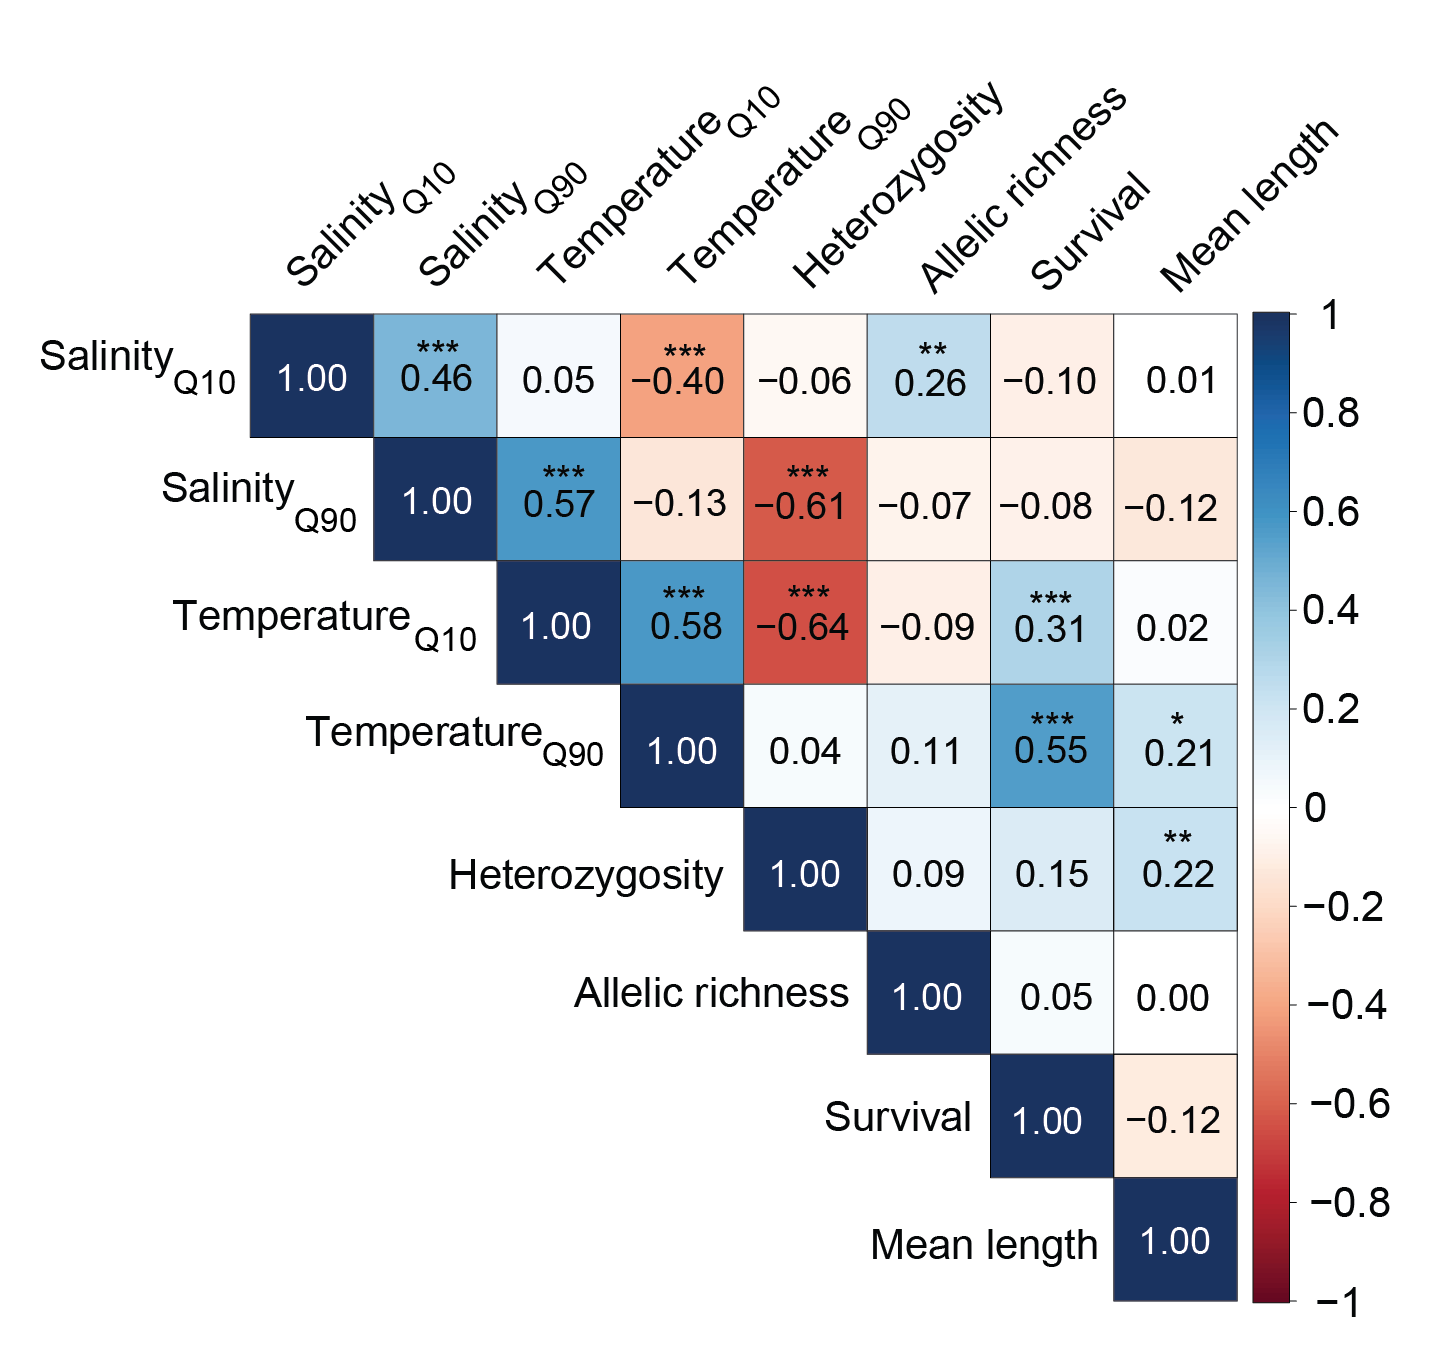 Salinity Q10
Salinity Q90
Temperature Q10
Temperature Q90
Heterozygosity
Allelic richness
Survival
Mean length
Salinity Q10 1.00 *** 0.46 0.05 *** −0.40 −0.06 ** 0.26 −0.10 0.01
Salinity Q90 1.00 *** 0.57 −0.13 *** −0.61 −0.07 −0.08 −0.12
Temperature Q10 1.00 *** 0.58 *** −0.64 −0.09 *** 0.31 0.02
Temperature Q90 1.00 0.04 0.11 *** 0.55 * 0.21
Heterozygosity 1.00 0.09 0.15 ** 0.22
Allelic richness 1.00 0.05 0.00
Survival 1.00 −0.12
Mean length 1.00
1
0.8
0.6
0.4
0.2
0
−0.2
−0.4
−0.6
−0.8
−1